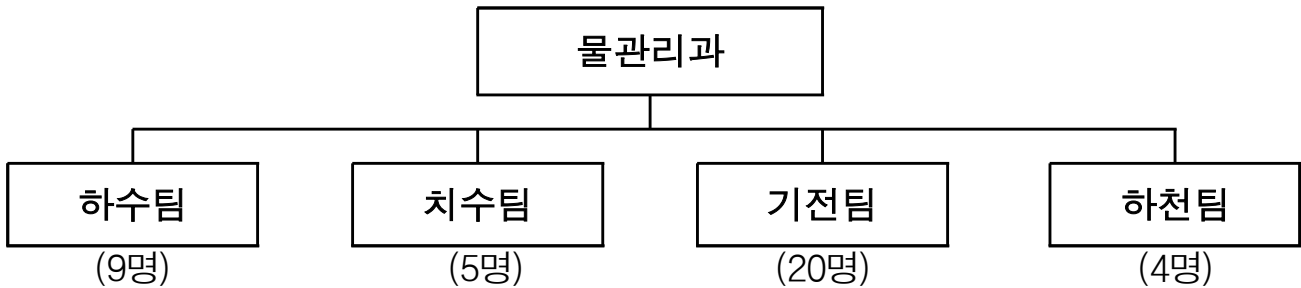 물관리과
하수팀 치수팀 기전팀 하천팀
(9명) (5명) (20명) (4명)